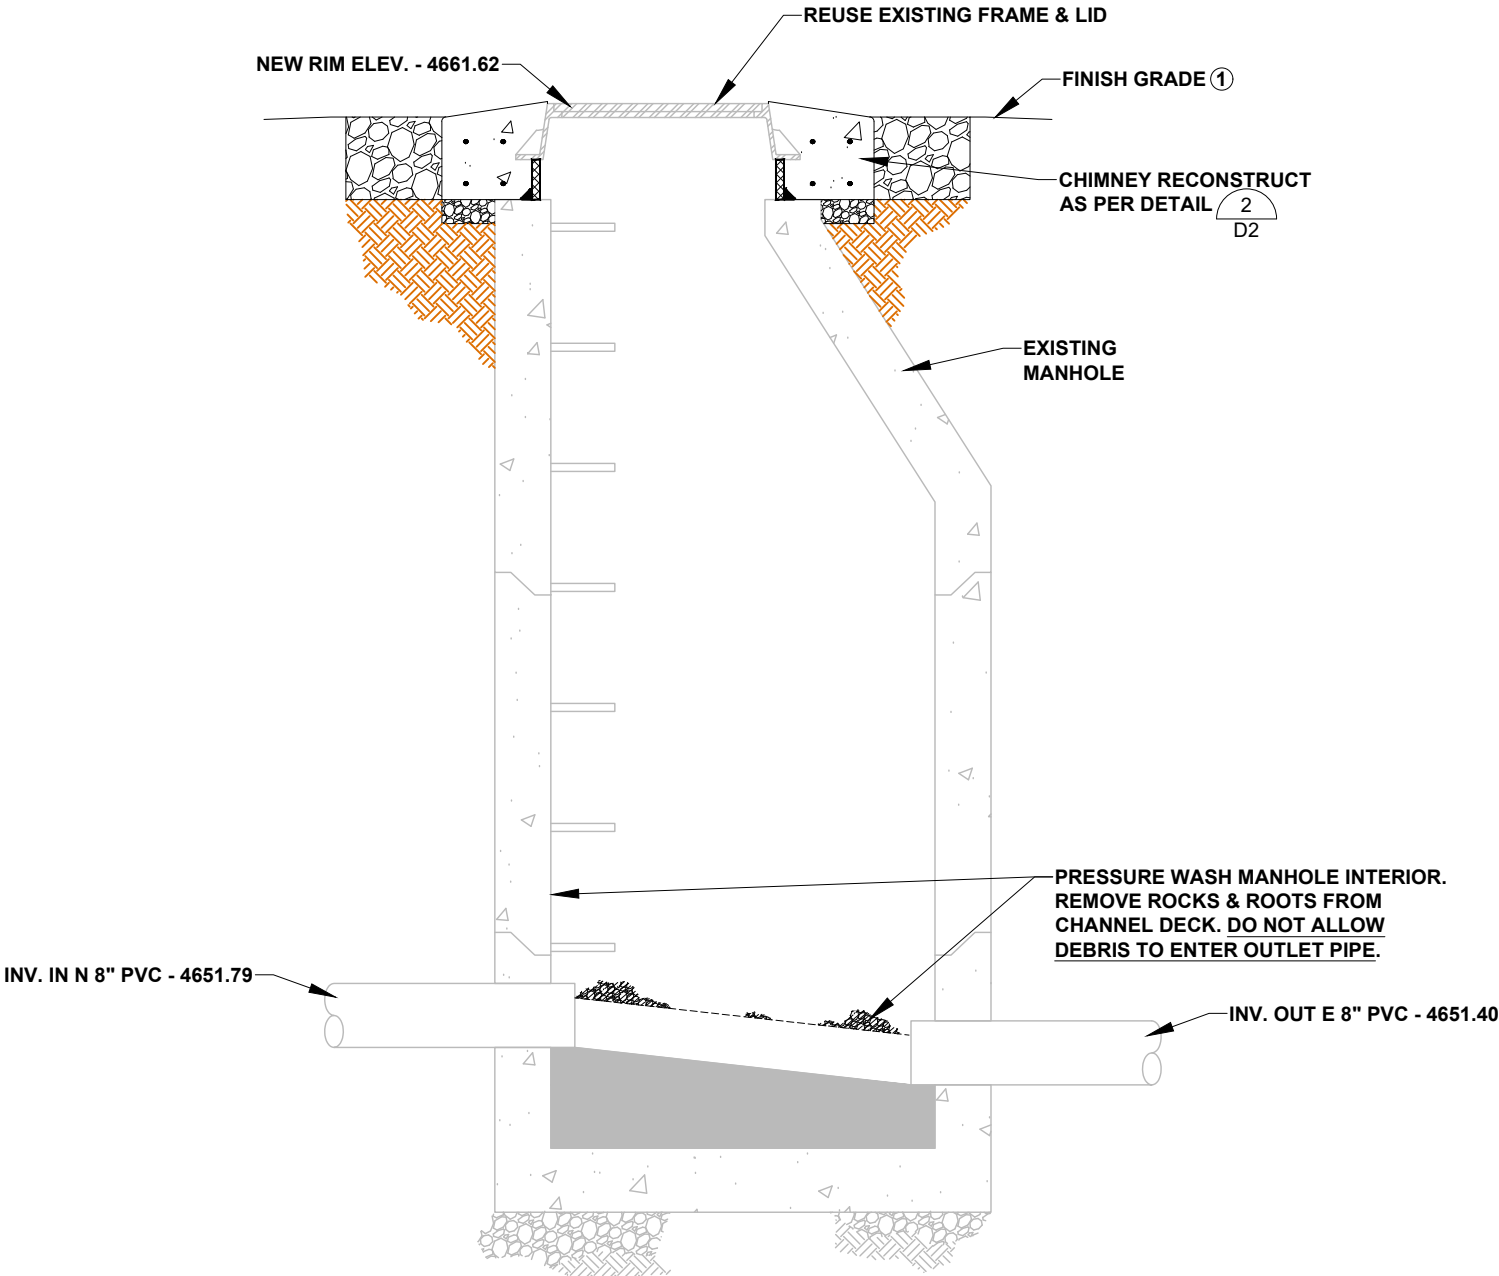 REUSE EXISTING FRAME & LID
NEW RIM ELEV. - 4661.62
FINISH GRADE 1
CHIMNEY RECONSTRUCT
AS PER DETAIL 2
D2
EXISTING
MANHOLE
PRESSURE WASH MANHOLE INTERIOR.
REMOVE ROCKS & ROOTS FROM
CHANNEL DECK. DO NOT ALLOW
DEBRIS TO ENTER OUTLET PIPE.
INV. IN N 8" PVC - 4651.79
INV. OUT E 8" PVC - 4651.40